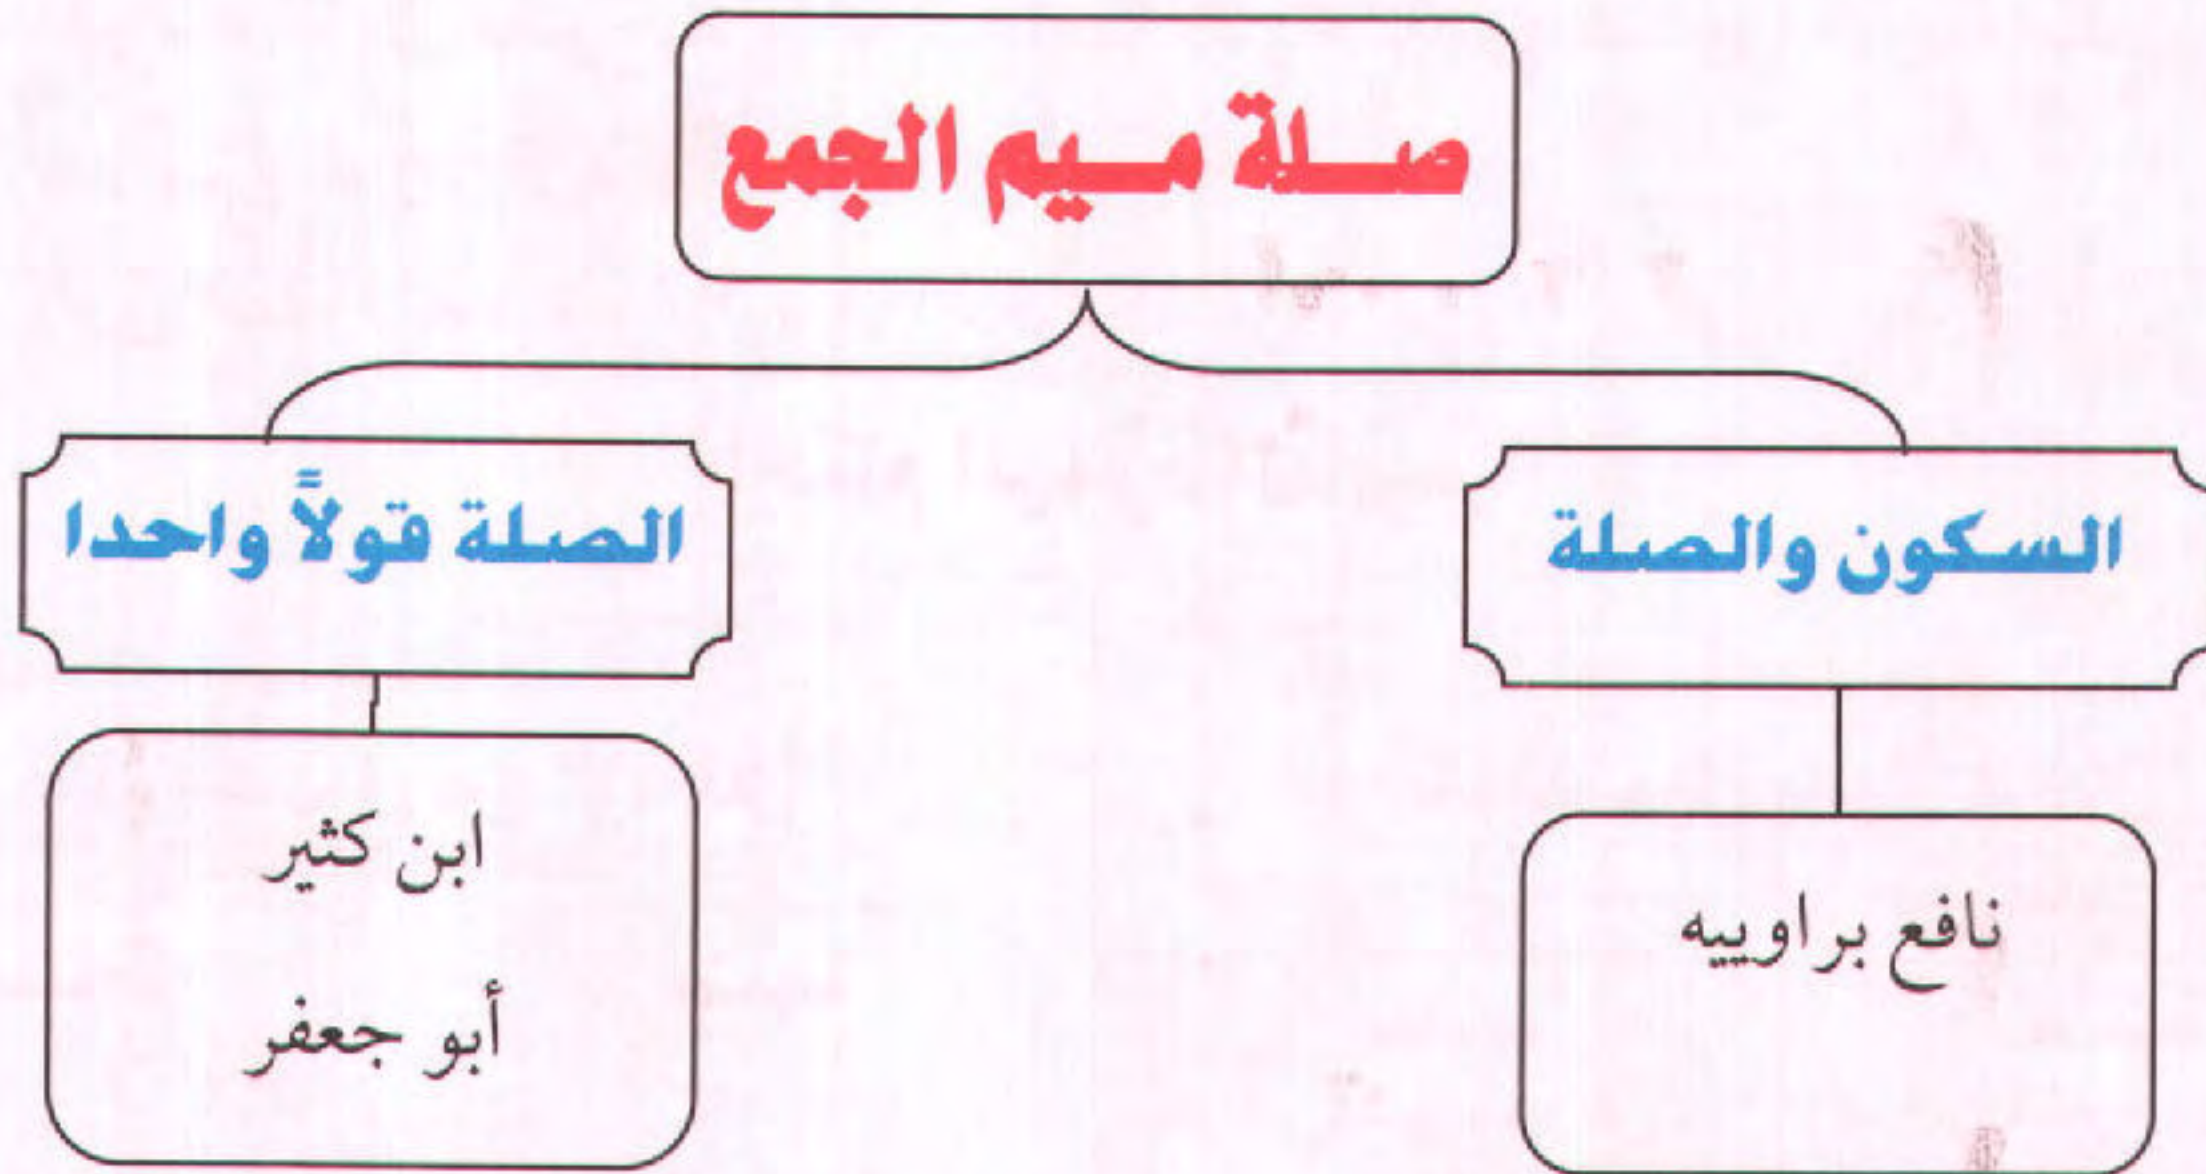 صلة ميم الجمع
السكون والصلة
نافع براوييه
الصلة قولاً واحدا
ابن كثير
أبو جعفر